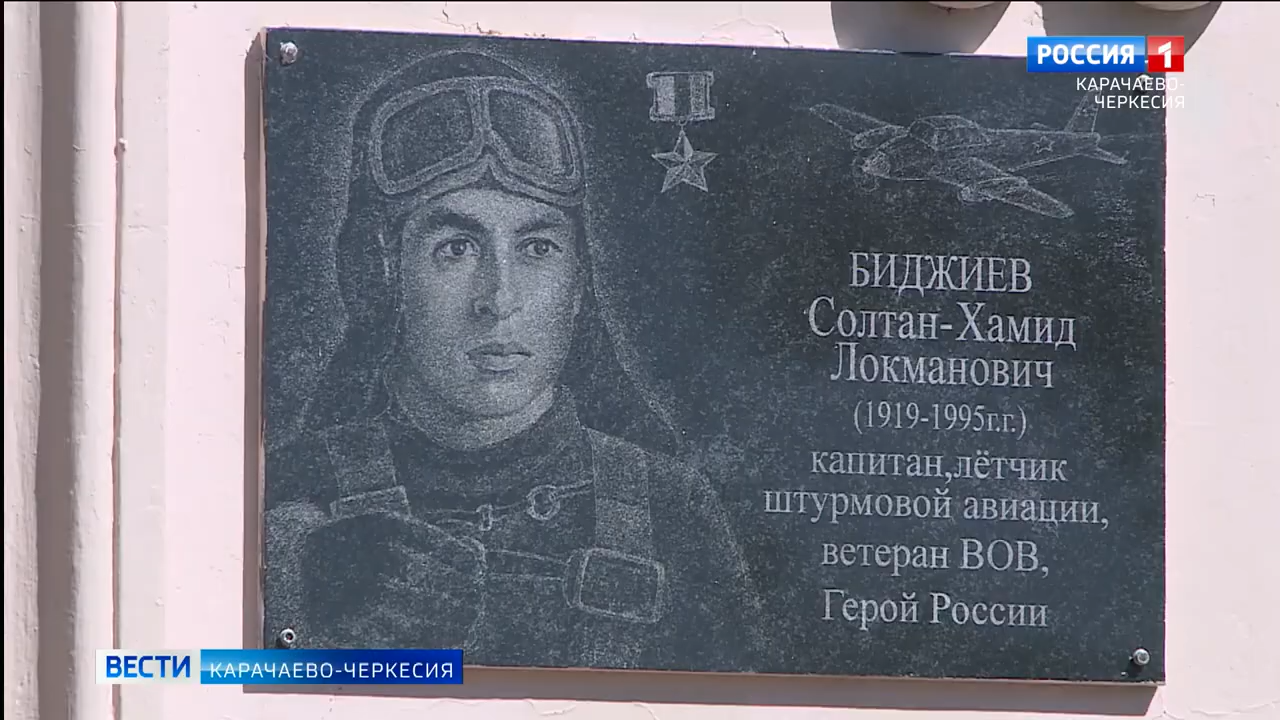 РОССИЯ 1
КАРАЧАЕВО-
ЧЕРКЕСИЯ
БИДЖИЕВ
Солтан-Хамид
Локманович
(1919-1995г.г.)
капитан,лётчик
штурмовой авиации,
ветеран ВОВ,
Герой России
ВЕСТИ КАРАЧАЕВО-ЧЕРКЕСИЯ